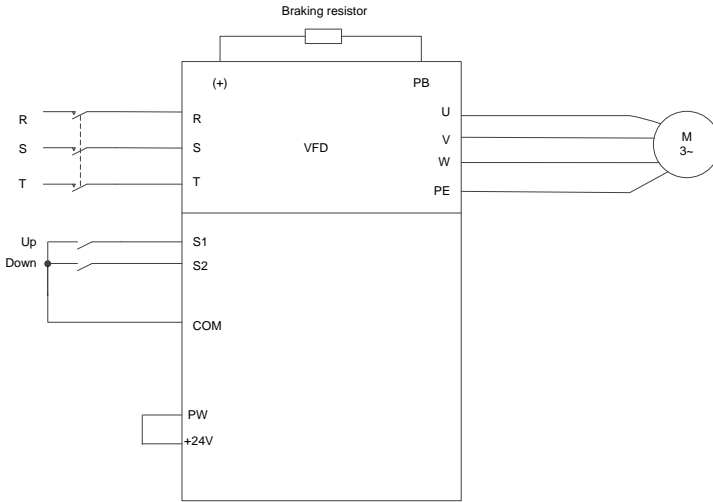 Braking resistor
(+)
PB
R
R
U
S
S
VFD
V
M
3~
T
T
W
PE
Up
S1
Down
S2
COM
PW
+24V